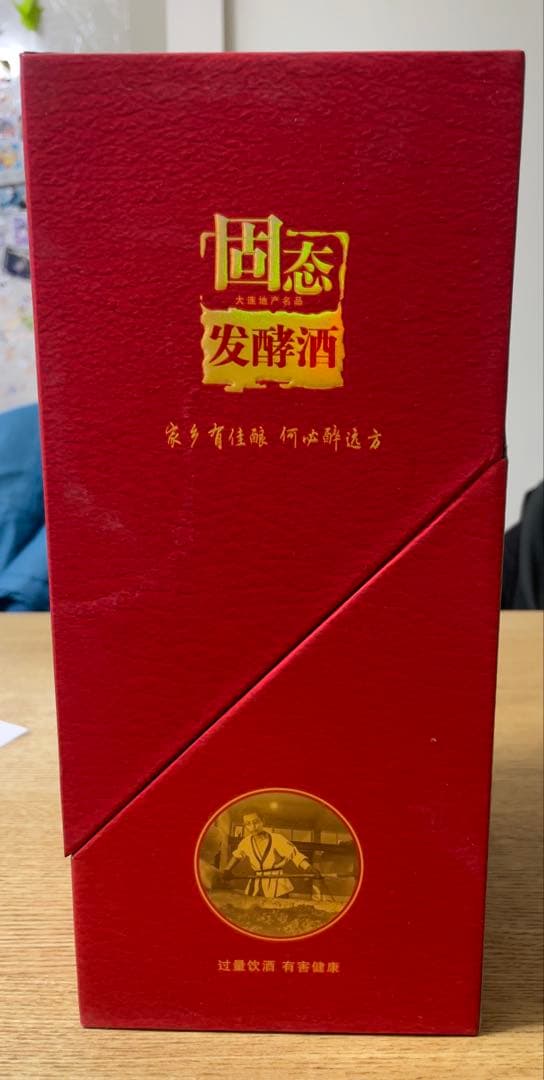 固态
大连地产名品
发酵酒
家乡有佳酿 何必醉远方
过量饮酒 有害健康